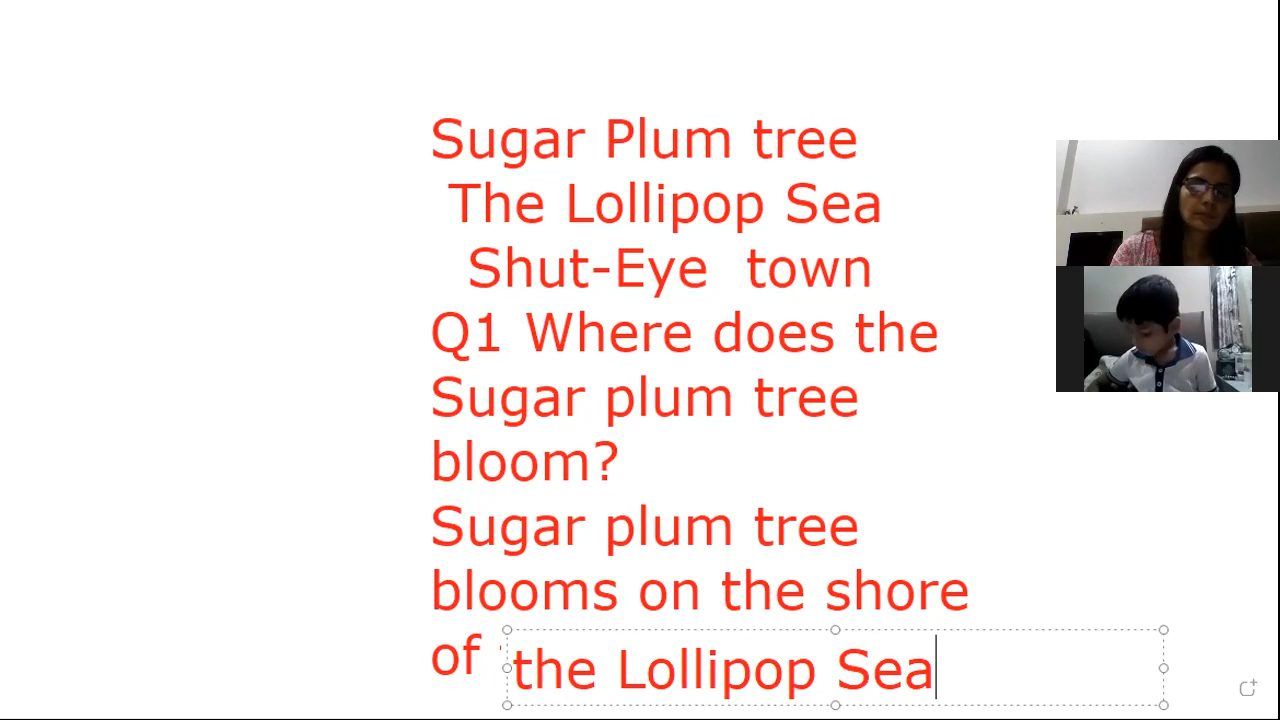 Sugar Plum tree
The Lollipop Sea
Shut-Eye town
Q1 Where does the
Sugar plum tree
bloom?
Sugar plum tree
blooms on the shore
of the Lollipop Sea